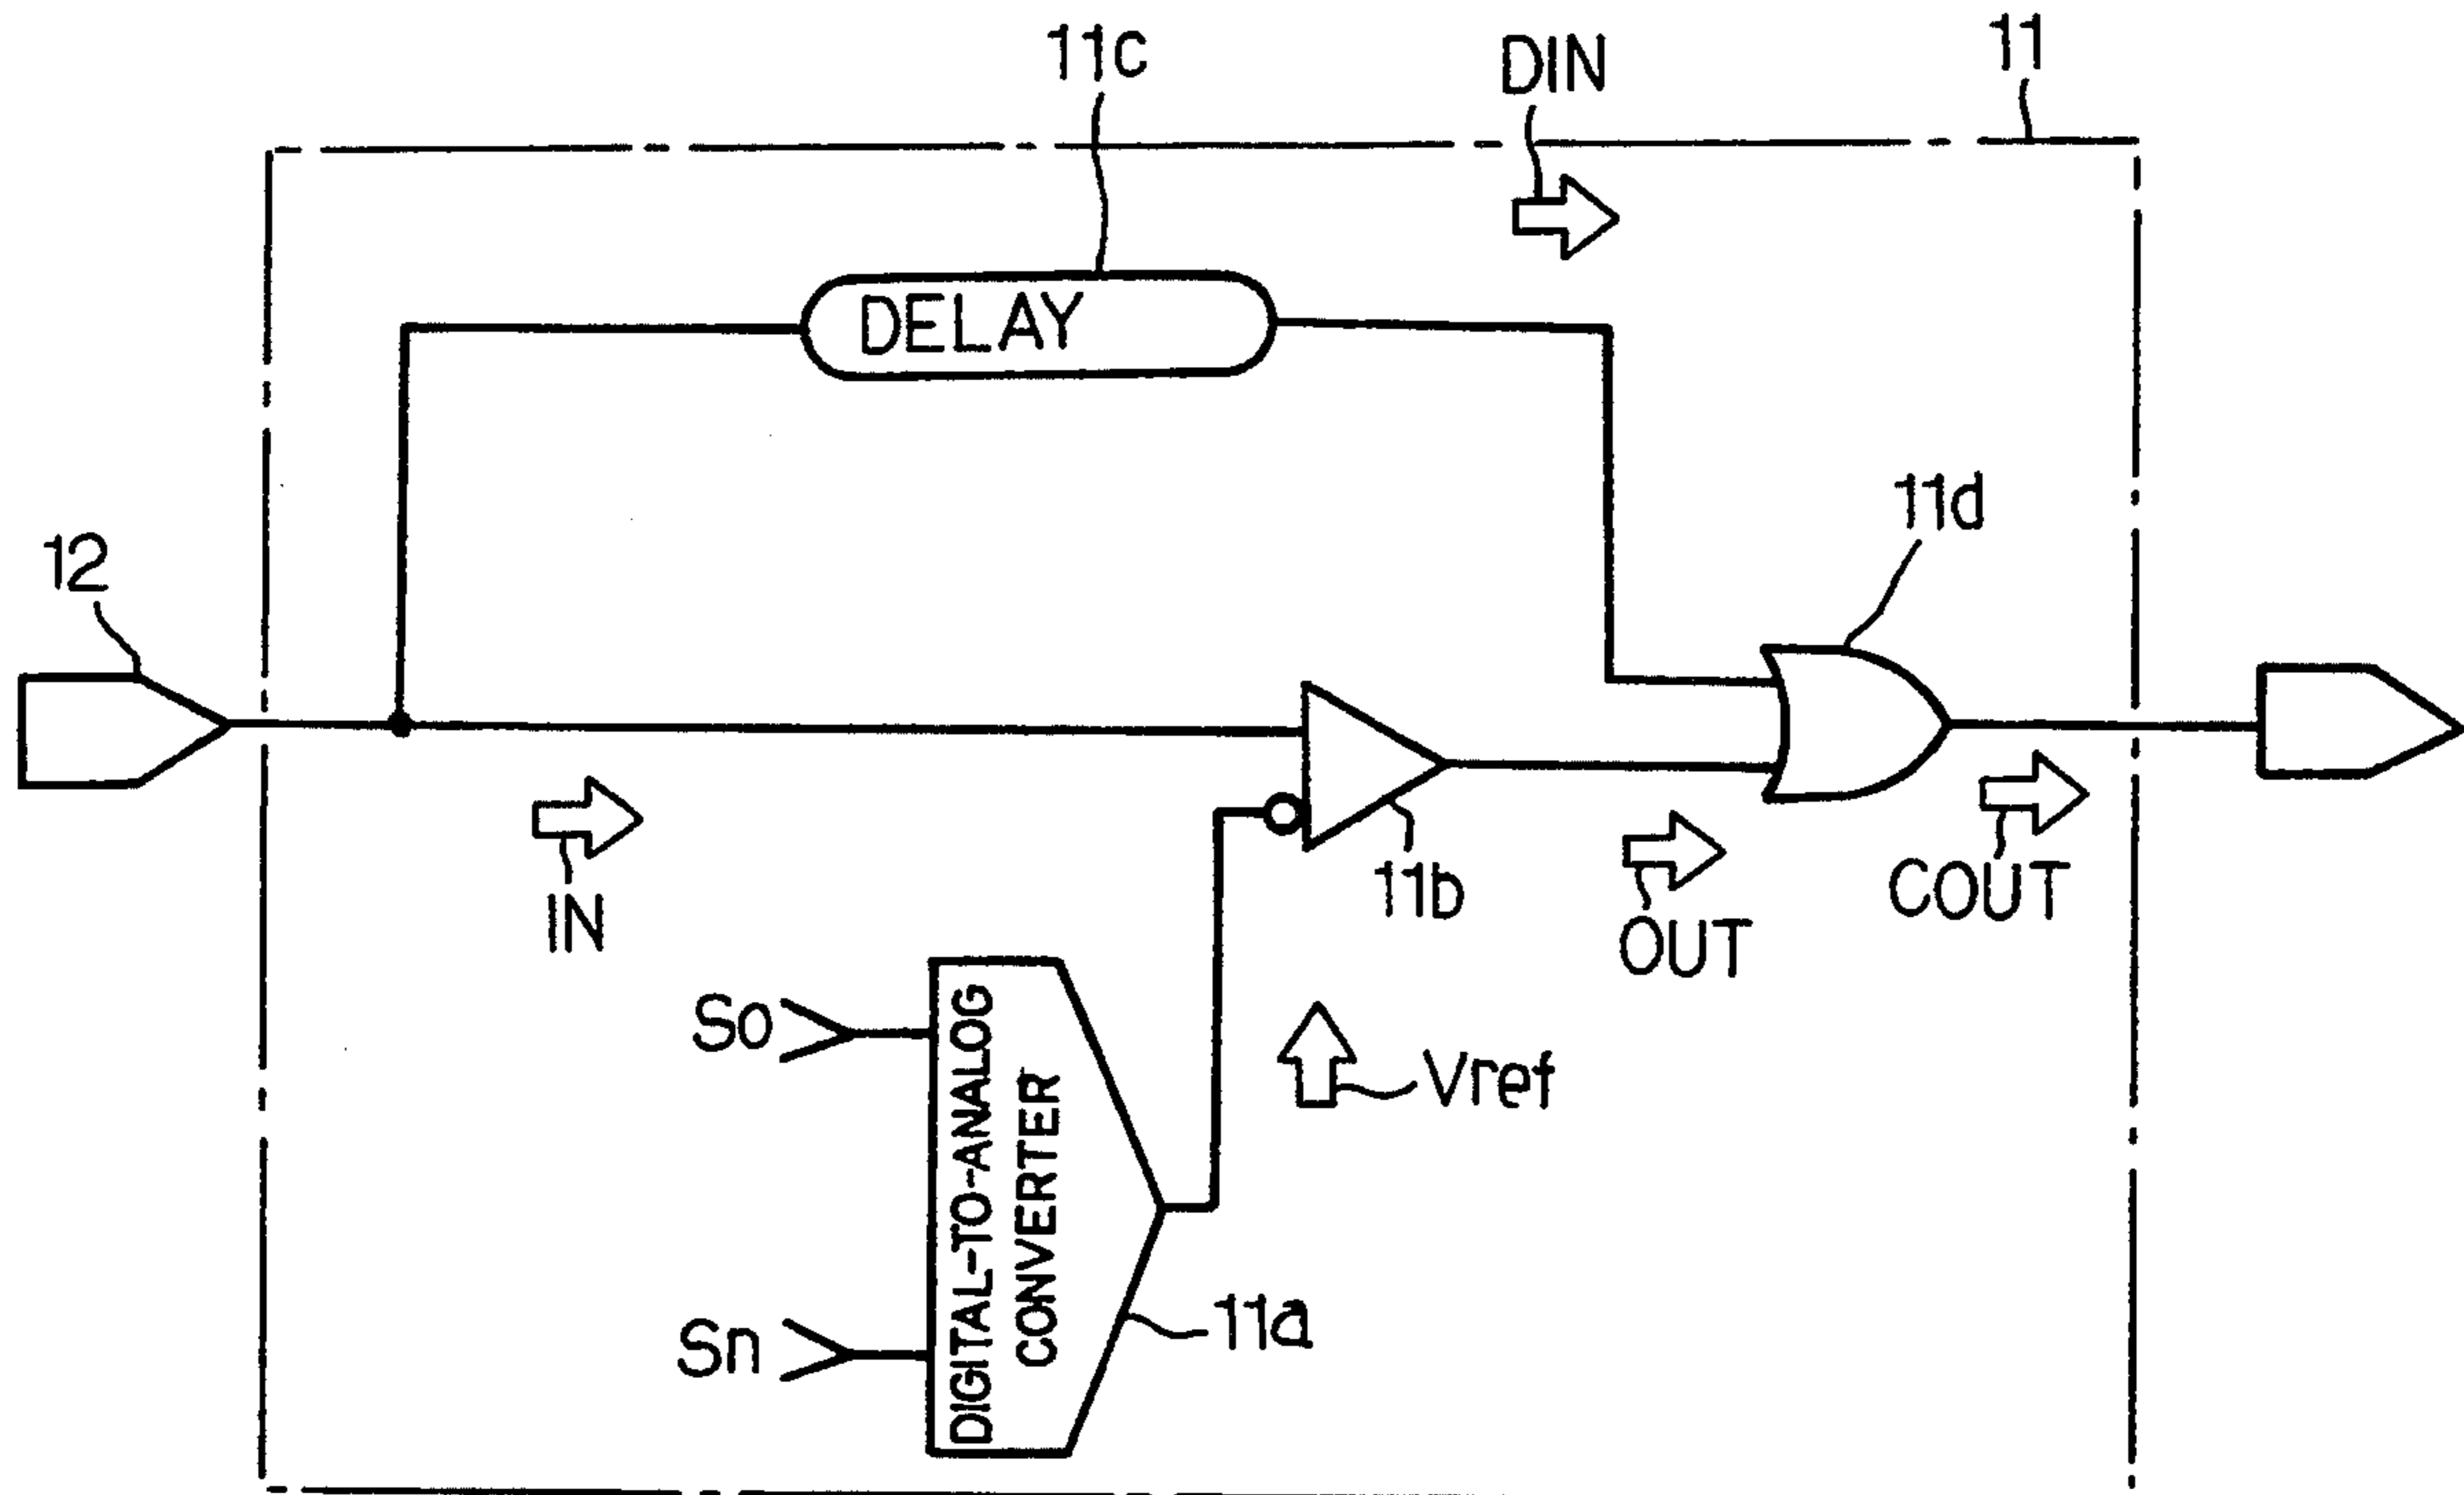 11c
DIN
11
DELAY
11d
12
11b
IN
OUT
COUT
So
Vref
DIGITAL-TO-ANALOG
CONVERTER
Sn
11a